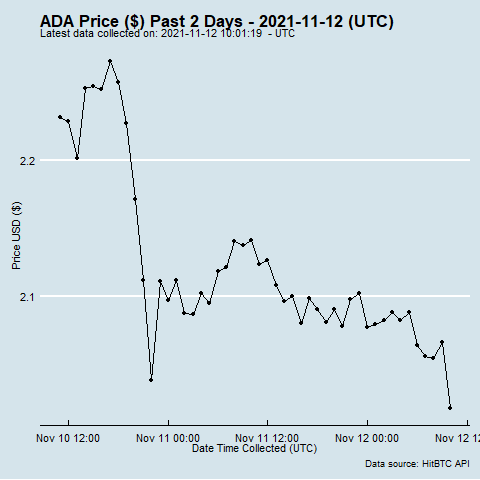 ADA Price ($) Past 2 Days - 2021-11-12 (UTC)
Latest data collected on: 2021-11-12 10:01:19 - UTC
2.2
2.1
Price USD ($)
Nov 10 12:00 Nov 11 00:00 Nov 11 12:00 Nov 12 00:00 Nov 12 12
Date Time Collected (UTC)
Data source: HitBTC API